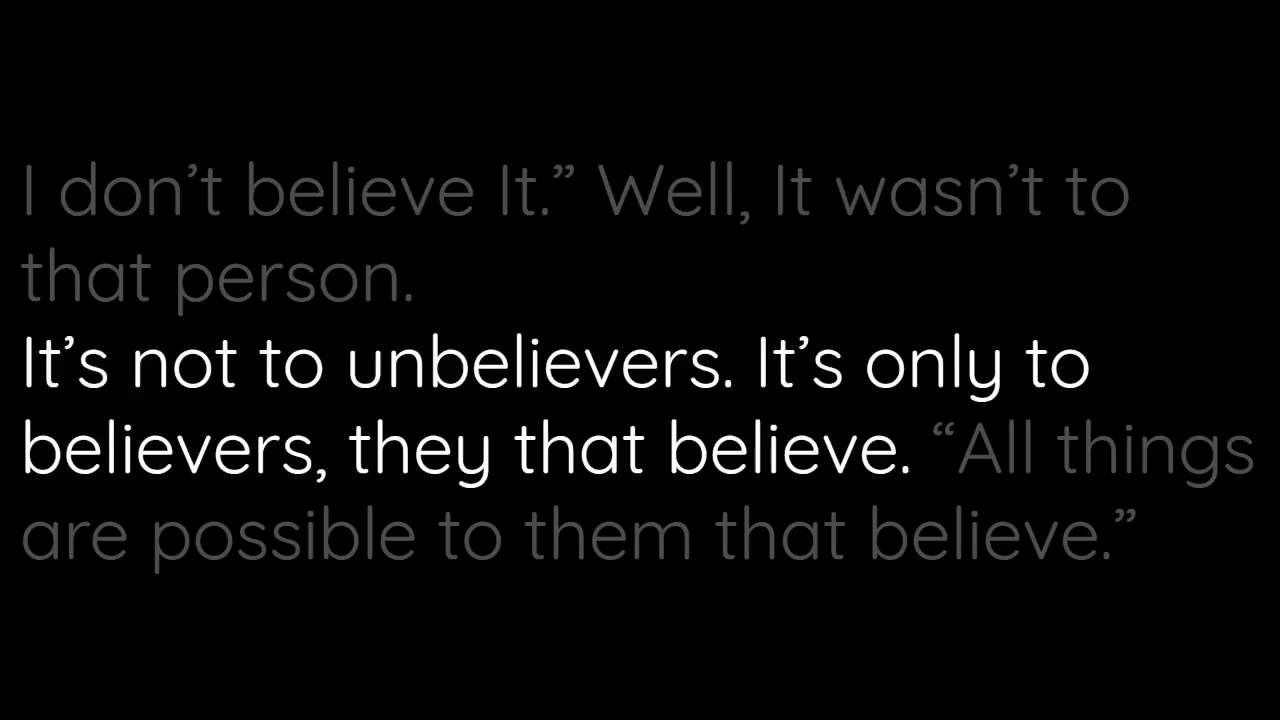 I don’t believe It.” Well, It wasn’t to
that person.
It’s not to unbelievers. It’s only to
believers, they that believe. “All things
are possible to them that believe.”